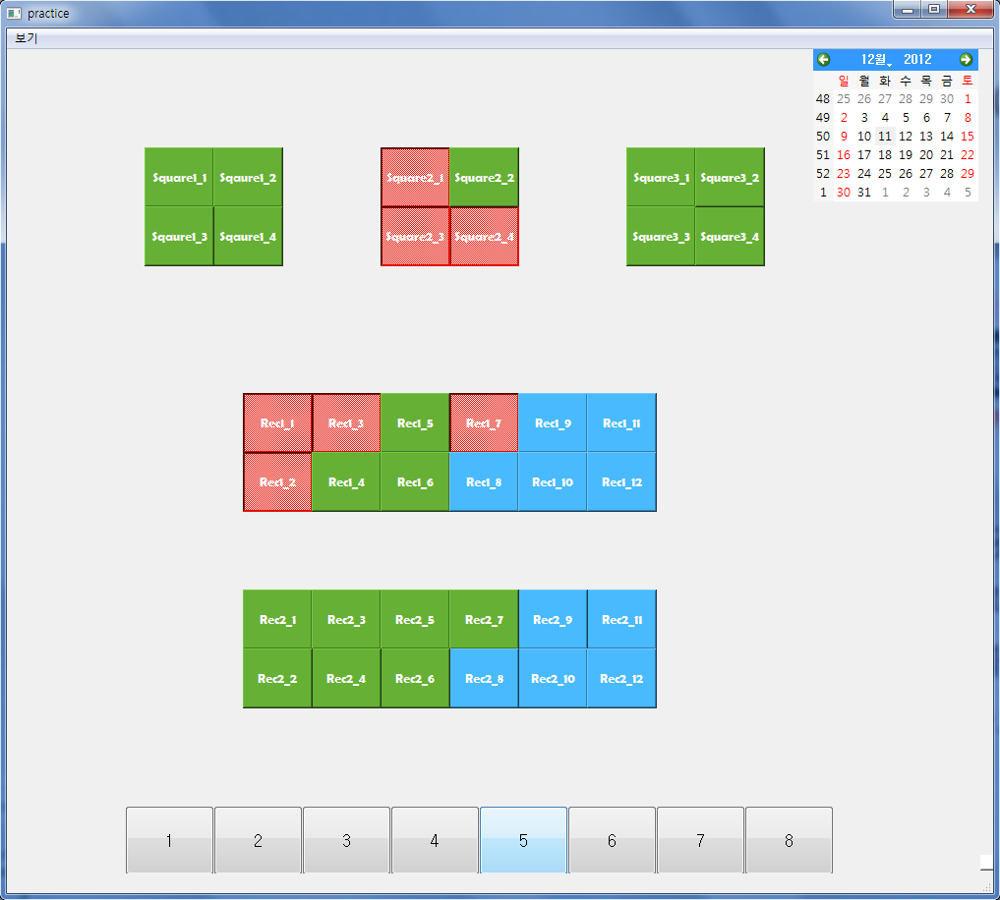 practice
보기
12월 2012
일 월 화 수 목 금 토
48 25 26 27 28 29 30 1
49 2 3 4 5 6 7 8
50 9 10 11 12 13 14 15
51 16 17 18 19 20 21 22
52 23 24 25 26 27 28 29
1 30 31 1 2 3 4 5
Square1_1 Sqaure1_2 Square2_1 Square2_2 Square3_1 Square3_2
Sqaure1_3 Sqaure1_4 Square2_3 Square2_4 Square3_3 Square3_4
Rec1_1 Rec1_3 Rec1_5 Rec1_7 Rec1_9 Rec1_11
Rec1_2 Rec1_4 Rec1_6 Rec1_8 Rec1_10 Rec1_12
Rec2_1 Rec2_3 Rec2_5 Rec2_7 Rec2_9 Rec2_11
Rec2_2 Rec2_4 Rec2_6 Rec2_8 Rec2_10 Rec2_12
1 2 3 4 5 6 7 8